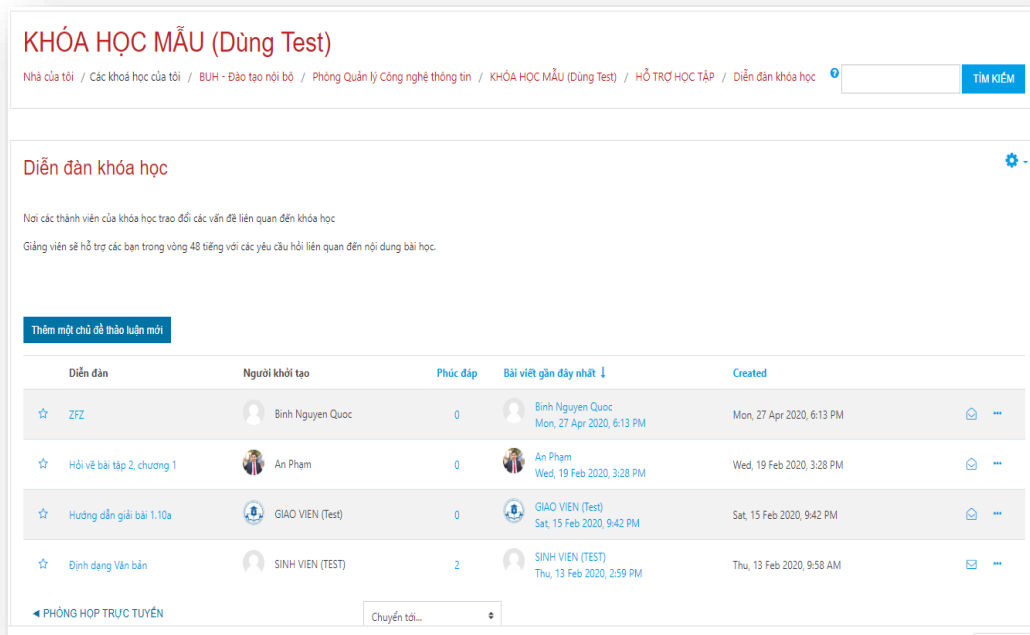 KHÓA HỌC MẪU (Dùng Test)
Nhà của tôi / Các khoá học của tôi / BUH - Đào tạo nội bộ / Phòng Quản lý Công nghệ thông tin / KHÓA HỌC MẪU (Dùng Test) / HỖ TRỢ HỌC TẬP / Diễn đàn khóa học ? TÌM KIẾM
Diễn đàn khóa học
Nơi các thành viên của khóa học trao đổi các vấn đề liên quan đến khóa học
Giảng viên sẽ hỗ trợ các bạn trong vòng 48 tiếng với các yêu cầu hỏi liên quan đến nội dung bài học.
Thêm một chủ đề thảo luận mới
Diễn đàn Người khởi tạo Phúc đáp Bài viết gần đây nhất ↓ Created
ZFZ Binh Nguyen Quoc 0 Binh Nguyen Quoc Mon, 27 Apr 2020, 6:13 PM
Mon, 27 Apr 2020, 6:13 PM
Hỏi về bài tập 2, chương 1 An Phạm 0 An Phạm Wed, 19 Feb 2020, 3:28 PM
Wed, 19 Feb 2020, 3:28 PM
Hướng dẫn giải bài 1.10a GIAO VIEN (Test) 0 GIAO VIEN (Test) Sat, 15 Feb 2020, 9:42 PM
Sat, 15 Feb 2020, 9:42 PM
Định dạng Văn bản SINH VIEN (TEST) 2 SINH VIEN (TEST) Thu, 13 Feb 2020, 9:58 AM
Thu, 13 Feb 2020, 2:59 PM
◄ PHÒNG HỌP TRỰC TUYẾN Chuyển tới...